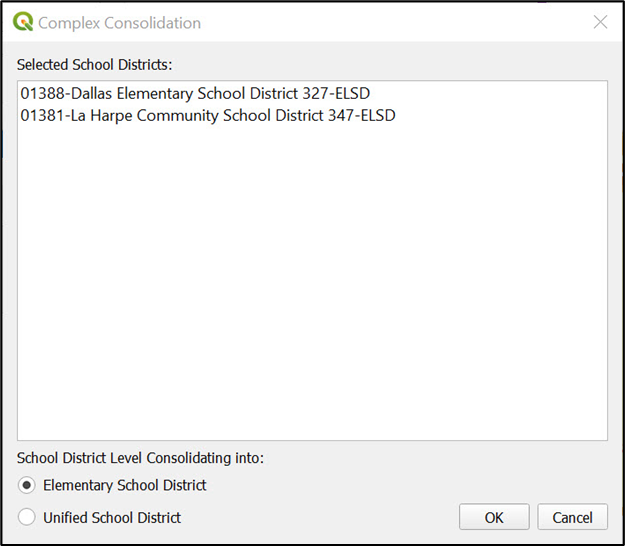 Complex Consolidation
Selected School Districts:
01388-Dallas Elementary School District 327-ELSD
01381-La Harpe Community School District 347-ELSD
School District Level Consolidating into:
Elementary School District
Unified School District
OK
Cancel